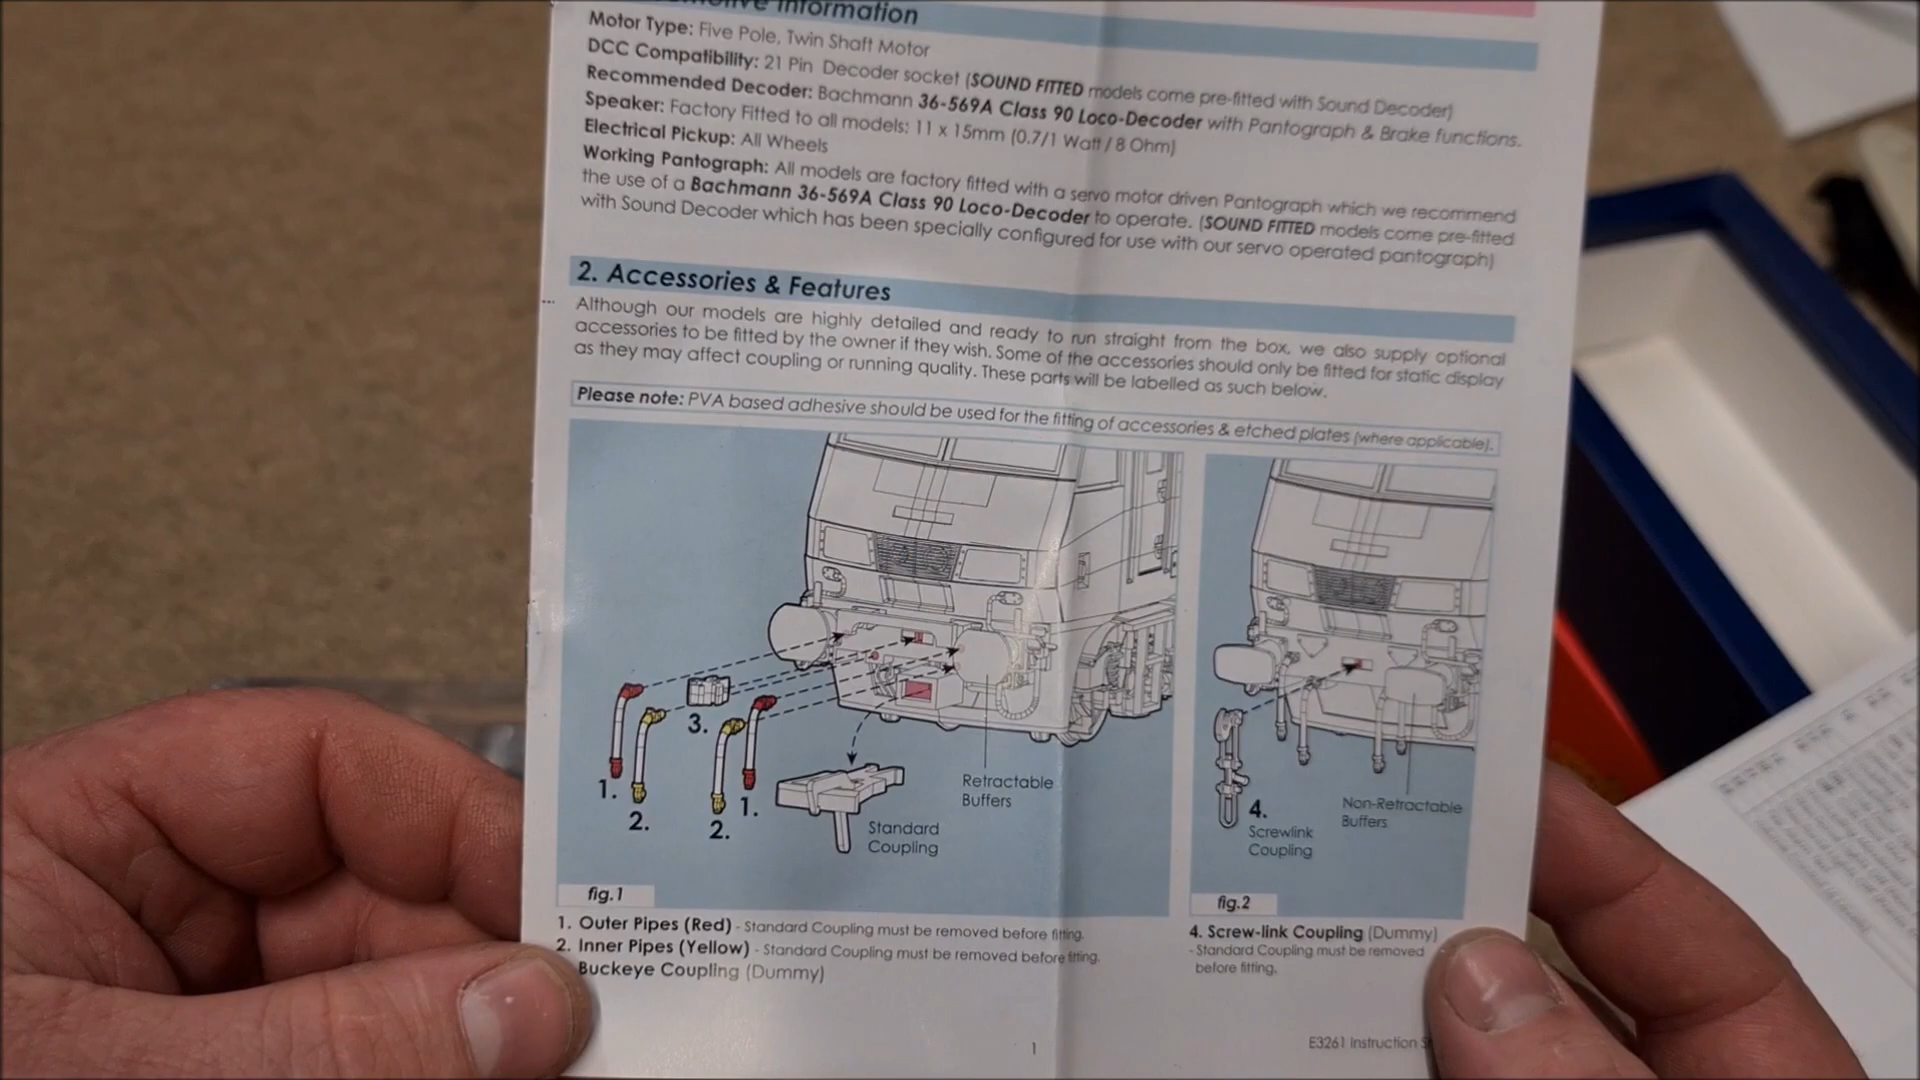 Information
Motor Type: Five Pole, Twin Shaft Motor
DCC Compatibility: 21 Pin Decoder socket (SOUND FITTED models come pre-fitted with Sound Decoder)
Recommended Decoder: Bachmann 36-569A Class 90 Loco-Decoder with Pantograph & Brake functions.
Speaker: Factory Fitted to all models: 11 x 15mm (0.7/1 Watt / 8 Ohm)
Electrical Pickup: All Wheels
Working Pantograph: All models are factory fitted with a servo motor driven Pantograph which we recommend
the use of a Bachmann 36-569A Class 90 Loco-Decoder to operate. (SOUND FITTED models come pre-fitted
with Sound Decoder which has been specially configured for use with our servo operated pantograph)
2. Accessories & Features
Although our models are highly detailed and ready to run straight from the box, we also supply optional
accessories to be fitted by the owner if they wish. Some of the accessories should only be fitted for static display
as they may affect coupling or running quality. These parts will be labelled as such below.
Please note: PVA based adhesive should be used for the fitting of accessories & etched plates (where applicable).
1.
2.
3.
2.
1.
Standard
Coupling
Retractable
Buffers
fig.1
4.
Screwlink
Coupling
Non-Retractable
Buffers
fig.2
1. Outer Pipes (Red) - Standard Coupling must be removed before fitting.
2. Inner Pipes (Yellow) - Standard Coupling must be removed before fitting.
Buckeye Coupling (Dummy)
4. Screw-link Coupling (Dummy)
- Standard Coupling must be removed
before fitting.
1
E3261 Instruction